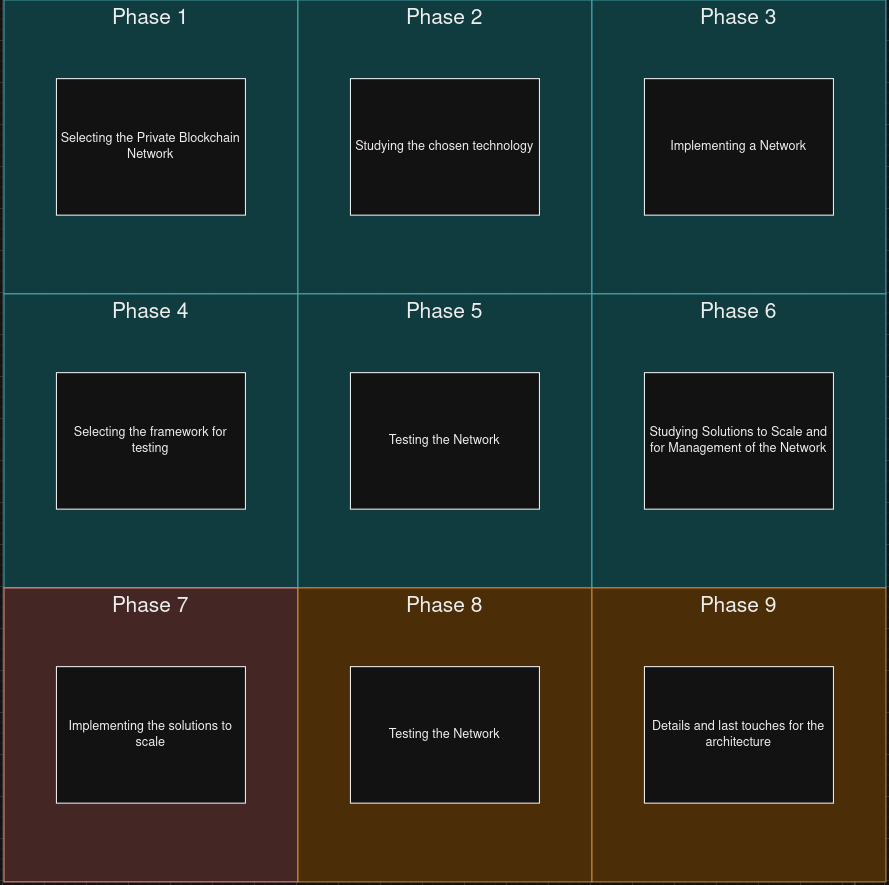 Phase 1
Phase 2
Phase 3
Selecting the Private Blockchain
Network
Studying the chosen technology
Implementing a Network
Phase 4
Phase 5
Phase 6
Selecting the framework for
testing
Testing the Network
Studying Solutions to Scale and
for Management of the Network
Phase 7
Phase 8
Phase 9
Implementing the solutions to
scale
Testing the Network
Details and last touches for the
architecture